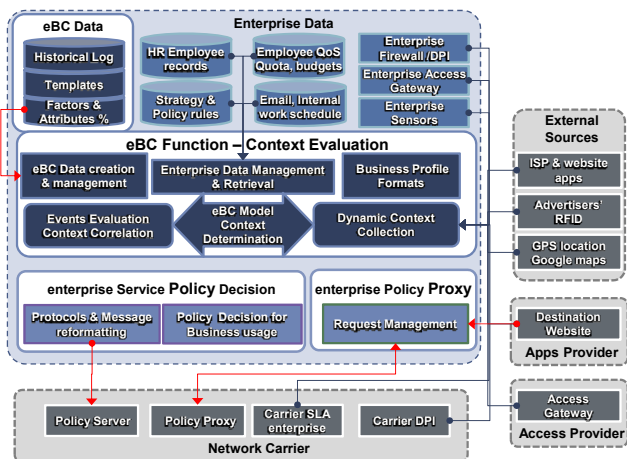 eBC Data
Historical Log
Templates
Factors &
Attributes %
Enterprise Data
HR Employee
records
Employee QoS
Quota, budgets
Enterprise
Firewall /DPI
Enterprise Access
Gateway
Strategy &
Policy rules
Email, Internal
work schedule
Enterprise
Sensors
eBC Function – Context Evaluation
eBC Data creation
& management
Enterprise Data Management
& Retrieval
Business Profile
Formats
Events Evaluation
Context Correlation
eBC Model
Context
Determination
Dynamic Context
Collection
enterprise Service Policy Decision
Protocols & Message
reformatting
Policy Decision for
Business usage
enterprise Policy Proxy
Request Management
External
Sources
ISP & website
apps
Advertisers'
RFID
GPS location
Google maps
Destination
Website
Apps Provider
Access
Gateway
Access Provider
Policy Server
Policy Proxy
Carrier SLA
enterprise
Carrier DPI
Network Carrier